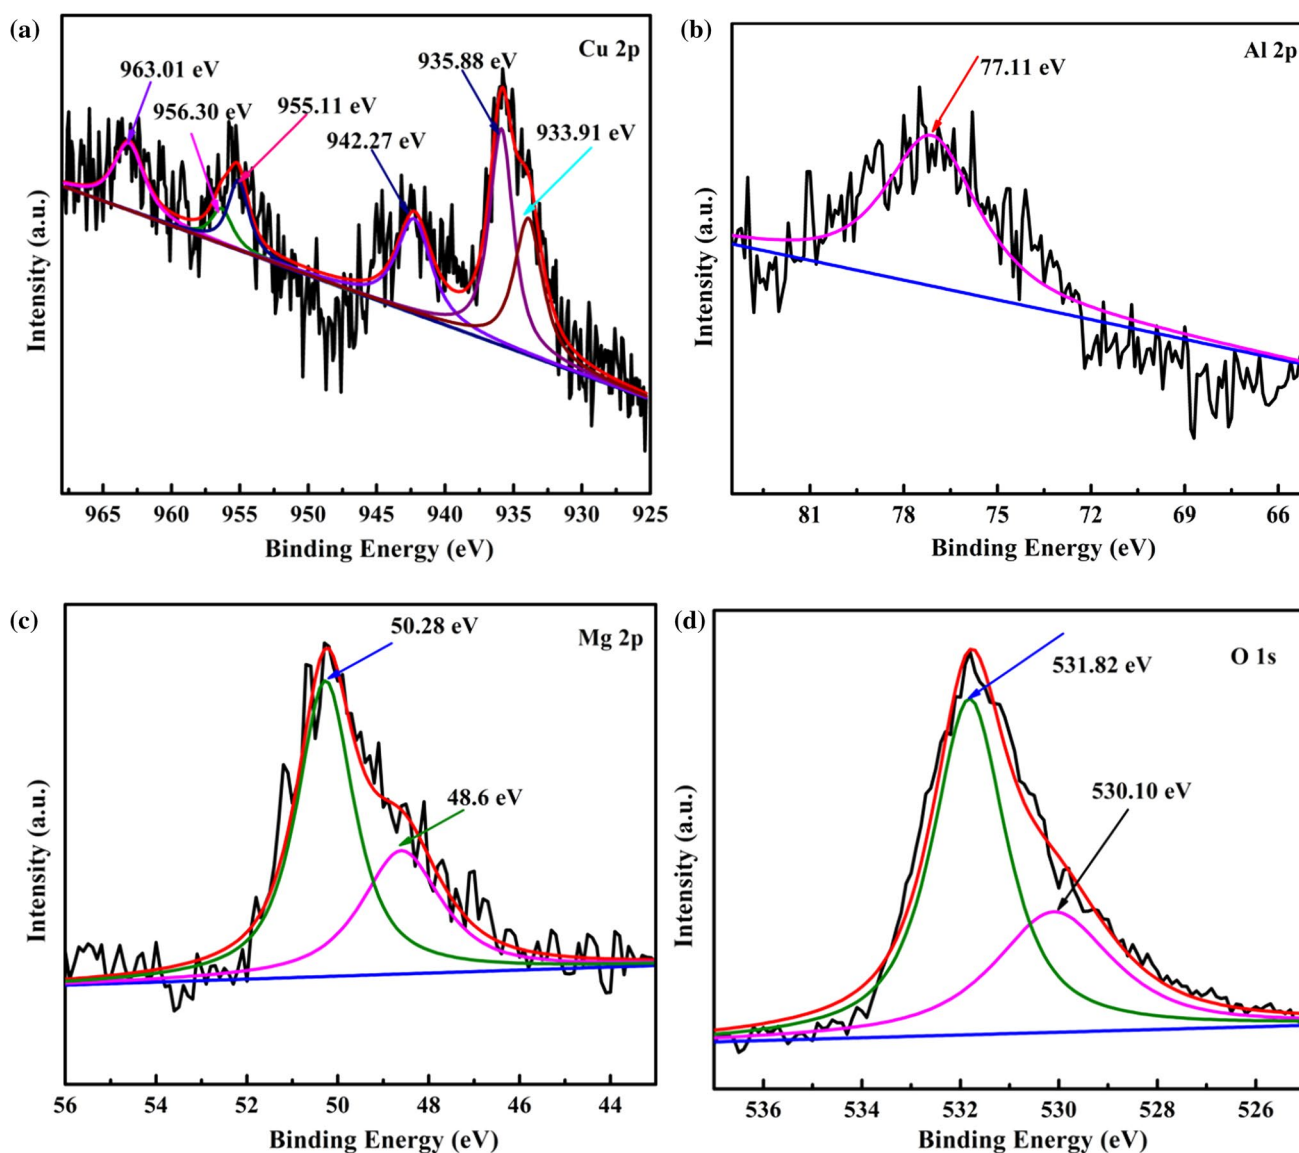 (a)
Cu 2p
963.01 eV
956.30 eV
955.11 eV
942.27 eV
935.88 eV
933.91 eV
Intensity (a.u.)
965 960 955 950 945 940 935 930 925
Binding Energy (eV)
(b)
Al 2p
77.11 eV
Intensity (a.u.)
81 78 75 72 69 66
Binding Energy (eV)
(c)
Mg 2p
50.28 eV
48.6 eV
Intensity (a.u.)
56 54 52 50 48 46 44
Binding Energy (eV)
(d)
O 1s
531.82 eV
530.10 eV
Intensity (a.u.)
536 534 532 530 528 526
Binding Energy (eV)